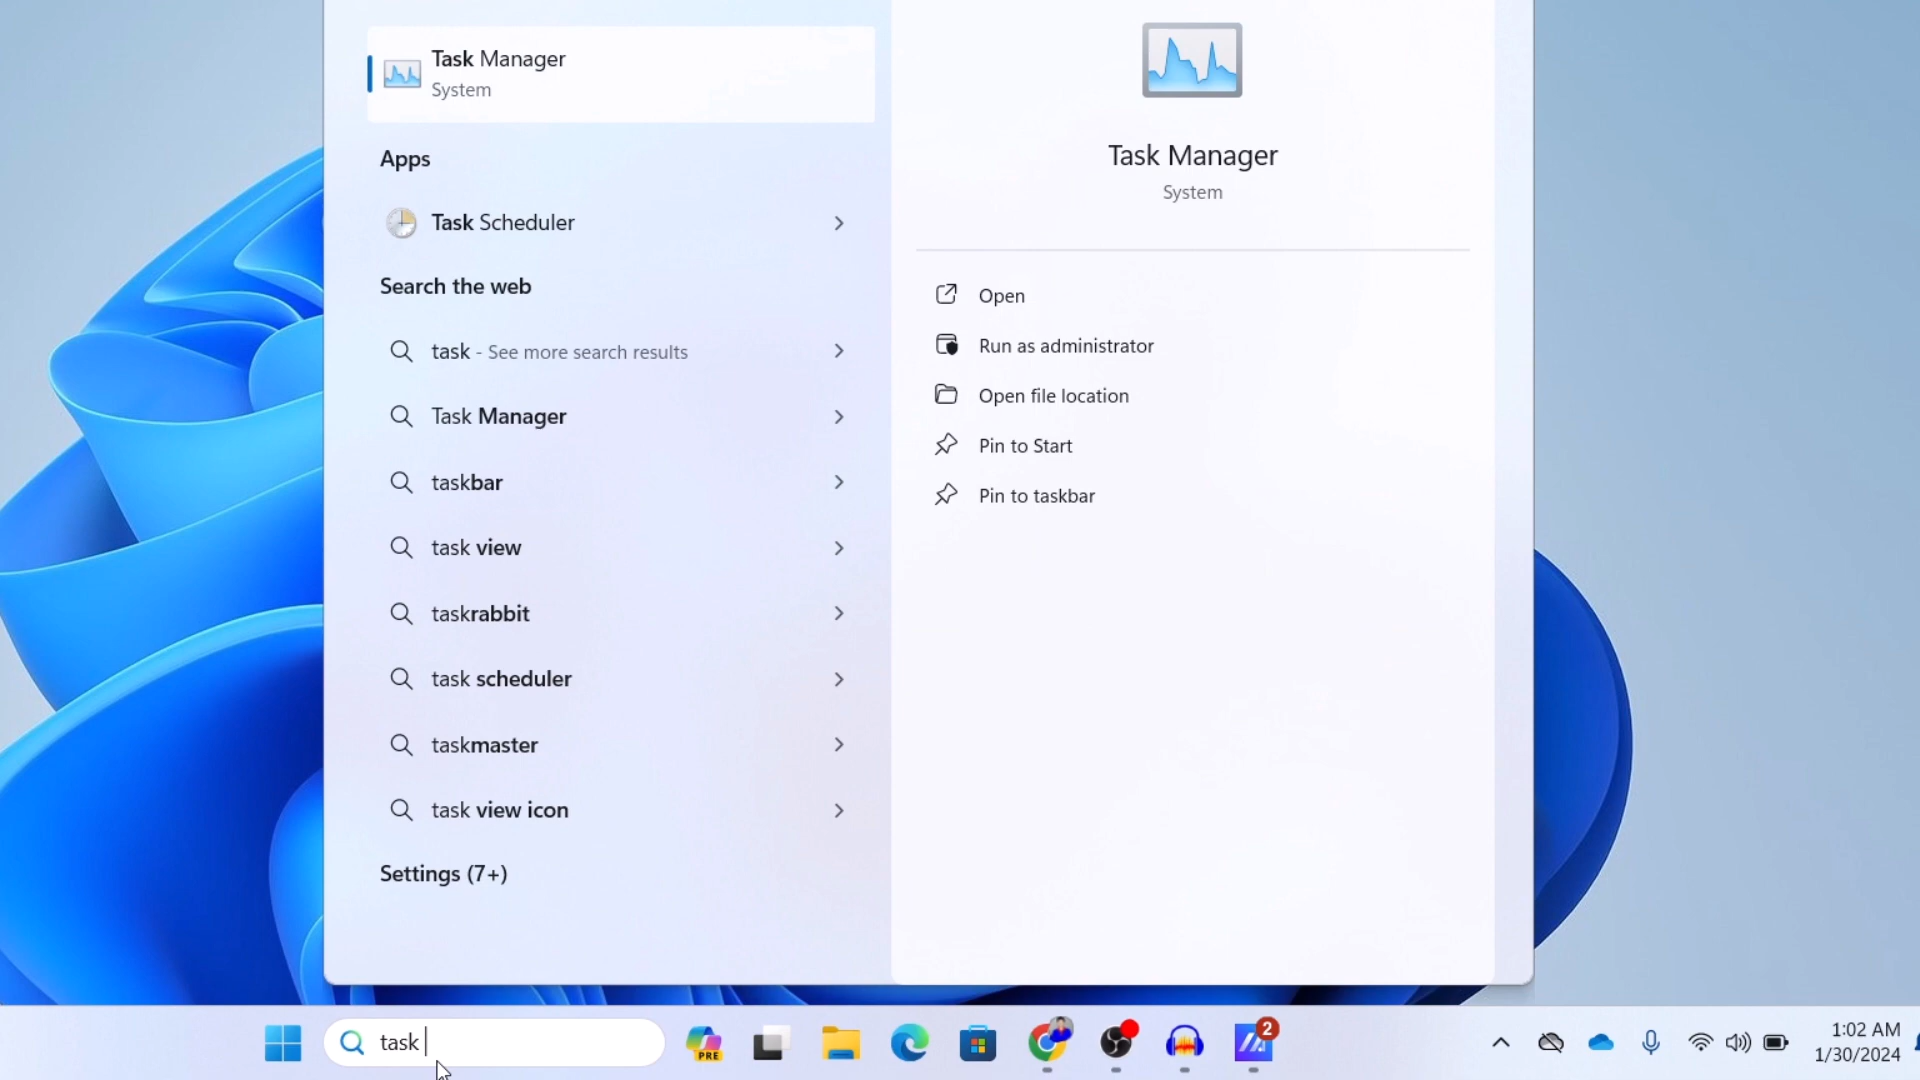 Task Manager
System
Apps
Task Scheduler
Search the web
task - See more search results
Task Manager
taskbar
task view
taskrabbit
task scheduler
taskmaster
task view icon
Settings (7+)
Task Manager
System
Open
Run as administrator
Open file location
Pin to Start
Pin to taskbar
task
PRE
2
1:02 AM
1/30/2024